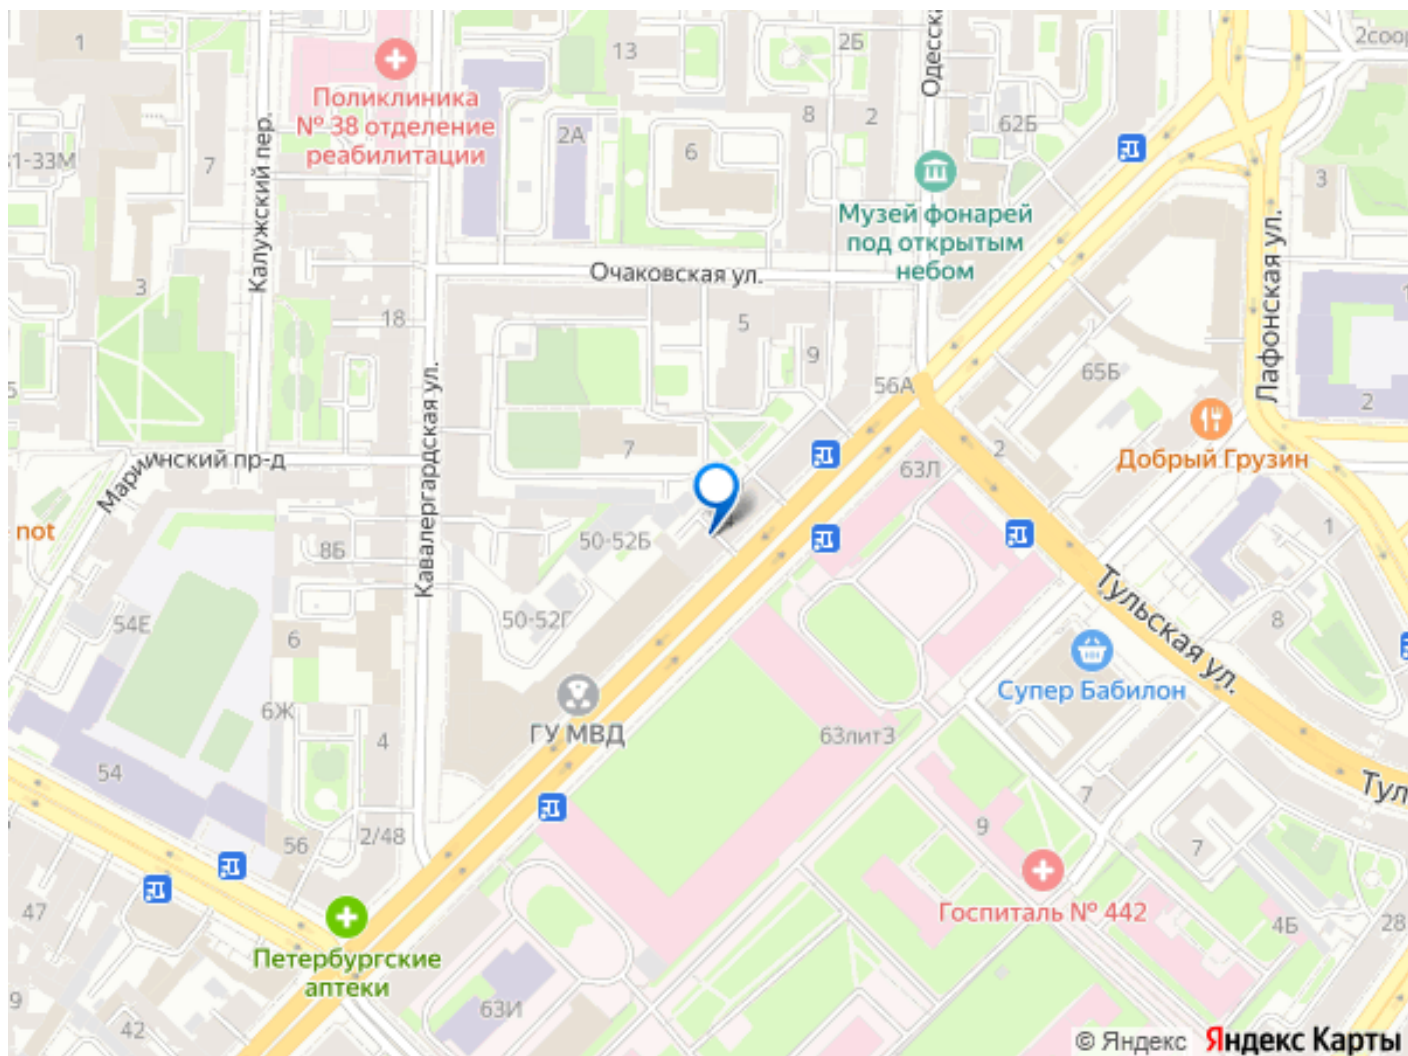 1
13
2Б
Одесска
2соор
Поликлиника
№ 38 отделение
реабилитации
2А
6
8
2
62Б
31-33М
7
Калужский пер.
3
Музей фонарей
под открытым
небом
Очаковская ул.
Лафонская ул.
3
18
5
9
1
56А
65Б
2
Кавалергардская ул.
7
2
63Л
Добрый Грузин
Мариинский пр-д
not
8Б
50-52Б
1
54Е
50-52Г
Тульская ул.
8
6
Супер Бабилон
6Ж
ГУ МВД
63лит3
4
54
Тул
7
2/48
56
9
7
47
Госпиталь № 442
4Б
28
Петербургские
аптеки
9
42
63И
© Яндекс Яндекс Карты